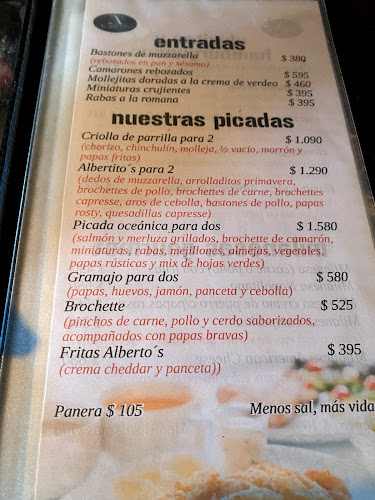 entradas
Bastones de muzzarella $ 380
(rebozados en pan y sésamo)
Camarones rebozados $ 595
Mollejitas doradas a la crema de verdeo $ 460
Miniaturas crujientes $ 395
Rabas a la romana $ 395
nuestras picadas
Criolla de parrilla para 2 $ 1.090
(chorizo, chinchulín, molleja, ½ vacio, morrón y
papas fritas)
Albertito´s para 2 $ 1.290
(dedos de muzzarella, arrolladitos primavera,
brochettes de pollo, brochettes de carne, brochettes
capresse, aros de cebolla, bastones de pollo, papas
rosty, quesadillas capresse)
Picada oceánica para dos $ 1.580
(salmón y merluza grillados, brochette de camarón,
miniaturas, rabas, mejillones, almejas, vegetales,
papas rústicas y mix de hojas verdes)
Gramajo para dos $ 580
(papas, huevos, jamón, panceta y cebolla)
Brochette $ 525
(pinchos de carne, pollo y cerdo saborizados,
acompañados con papas bravas)
Fritas Alberto´s $ 395
(crema cheddar y panceta))
Panera $ 105 Menos sal, más vida